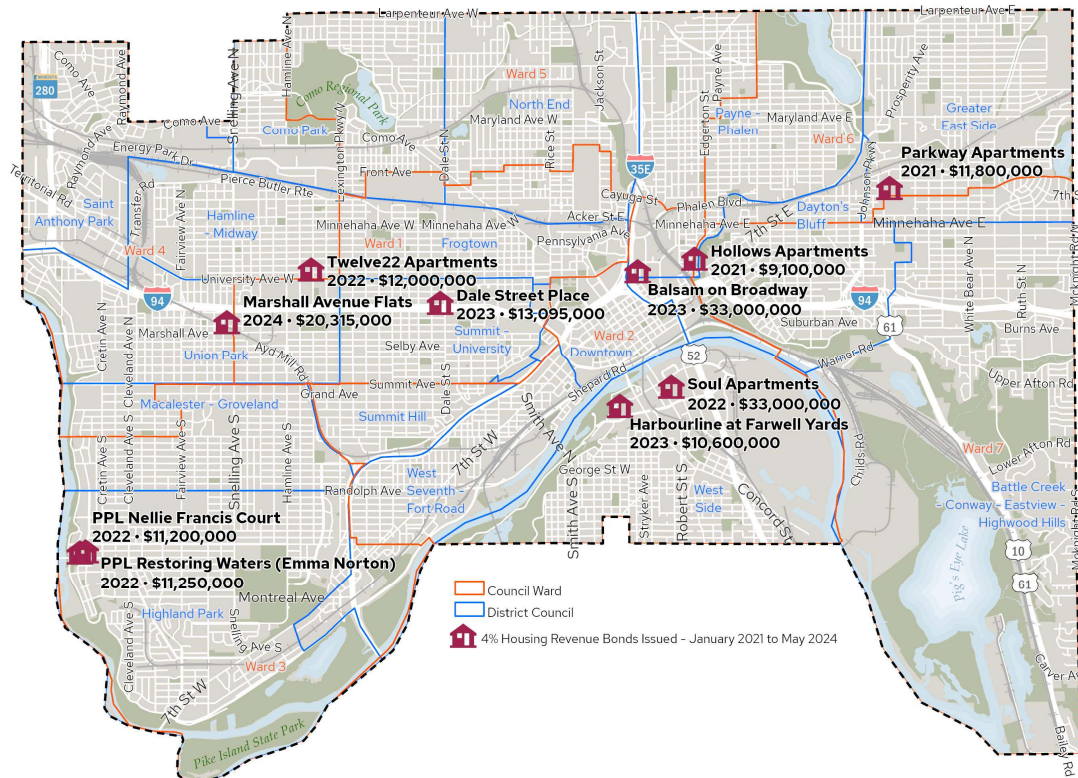 Larpenteur Ave W
Larpenteur Ave E
Como Ave
Raymond Ave
Snelling Ave N
Hamline Ave N
Como Regional Park
Ward 5
Jackson St
Payne Ave
Prosperity Ave
280
North End
Edgerton St
Payne -
Phalen
Greater
East Side
Como Ave
Como Park
Lexington Pkwy N
Como Ave
Maryland Ave W
Maryland Ave E
Ward 6
Raymond Ave
Energy Park Dr
Dale St N
Rice St
Johnson Pkwy
Parkway Apartments
2021 • $11,800,000
Territorial Rd
Pierce Butler Rte
Front Ave
35E
Cayuga St
Phalen Blvd
7th St E
Saint
Anthony Park
Transfer Rd
Fairview Ave N
Hamline
- Midway
Minnehaha Ave W
Minnehaha Ave W
Acker St E
Pennsylvania Ave
Minnehaha Ave E
Dayton's
Bluff
Minnehaha Ave E
Ward 4
Ward 1
Frogtown
Hollows Apartments
2021 • $9,100,000
University Ave W
Twelve22 Apartments
2022 • $12,000,000
Balsam on Broadway
2023 • $33,000,000
White Bear Ave N
Ruth St N
Mcknight Rd N
94
Marshall Avenue Flats
2024 • $20,315,000
Dale Street Place
2023 • $13,095,000
94
61
Suburban Ave
Burns Ave
Marshall Ave
Cretin Ave N
Cleveland Ave N
Union Park
Ayd Mill Rd
Selby Ave
Summit -
University
Ward 2
Downtown
52
Warner Rd
Upper Afton Rd
Summit Ave
Grand Ave
Dale St S
Shepard Rd
Soul Apartments
2022 • $33,000,000
Macalester - Groveland
Summit Hill
Smith Ave N
Harbourline at Farwell Yards
2023 • $10,600,000
Cretin Ave S
Cleveland Ave S
Fairview Ave S
Snelling Ave S
Hamline Ave S
7th St W
Childs Rd
Ward 7
Lower Afton Rd
Randolph Ave
West
Seventh -
Fort Road
George St W
Smith Ave S
Stryker Ave
Robert St S
West
Side
Concord St
Battle Creek
- Conway - Eastview -
Highwood Hills
Mcknight Rd S
PPL Nellie Francis Court
2022 • $11,200,000
PPL Restoring Waters (Emma Norton)
2022 • $11,250,000
10
61
Pig's Eye Lake
Montreal Ave
Highland Park
Cleveland Ave S
Snelling Ave S
Ward 3
7th St W
Pike Island State Park
Council Ward
District Council
4% Housing Revenue Bonds Issued - January 2021 to May 2024
Bailey Rd